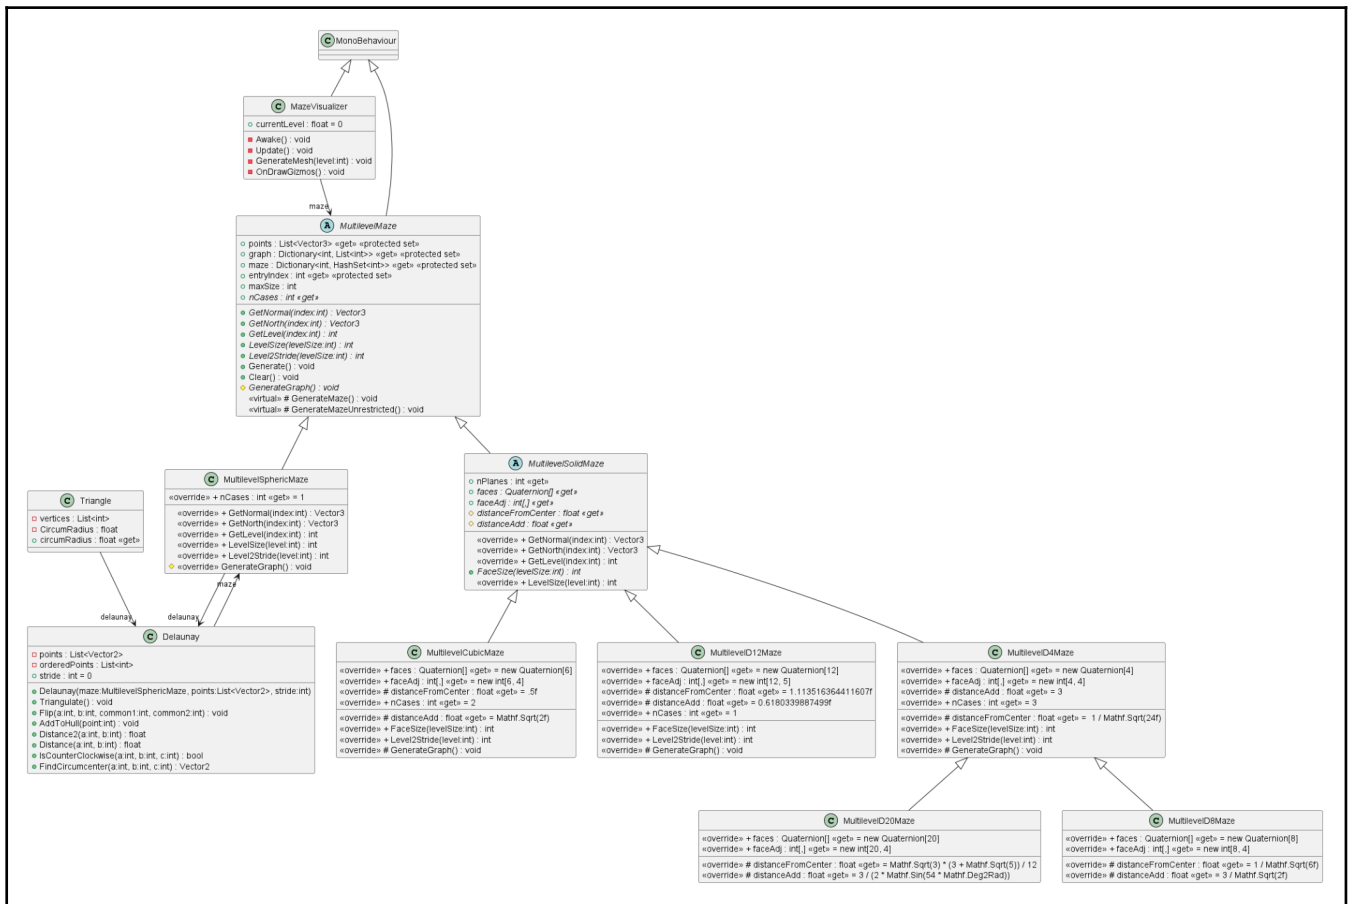 C MonoBehaviour
C MazeVisualizer
currentLevel : float = 0
Awake() : void
Update() : void
GenerateMesh(level:int) : void
OnDrawGizmos() : void
maze
A MultilevelMaze
points : List<Vector3> «get» «protected set»
graph : Dictionary<int, List<int>> «get» «protected set»
maze : Dictionary<int, HashSet<int>> «get» «protected set»
entryIndex : int «get» «protected set»
maxSize : int
nCases : int «get»
GetNormal(index:int) : Vector3
GetNorth(index:int) : Vector3
GetLevel(index:int) : int
LevelSize(levelSize:int) : int
Level2Stride(levelSize:int) : int
Generate() : void
Clear() : void
GenerateGraph() : void
«virtual» # GenerateMaze() : void
«virtual» # GenerateMazeUnrestricted() : void
C Triangle
vertices : List<int>
CircumRadius : float
circumRadius : float «get»
C MultilevelSphericMaze
«override» + nCases : int «get» = 1
«override» + GetNormal(index:int) : Vector3
«override» + GetNorth(index:int) : Vector3
«override» + GetLevel(index:int) : int
«override» + LevelSize(level:int) : int
«override» + Level2Stride(level:int) : int
«override» GenerateGraph() : void
A MultilevelSolidMaze
nPlanes : int «get»
faces : Quaternion[] «get»
faceAdj : int[,] «get»
distanceFromCenter : float «get»
distanceAdd : float «get»
«override» + GetNormal(index:int) : Vector3
«override» + GetNorth(index:int) : Vector3
«override» + GetLevel(index:int) : int
FaceSize(levelSize:int) : int
«override» + LevelSize(level:int) : int
maze
delaunay
delaunay
C Delaunay
points : List<Vector2>
orderedPoints : List<int>
stride : int = 0
Delaunay(maze:MultilevelSphericMaze, points:List<Vector2>, stride:int)
Triangulate() : void
Flip(a:int, b:int, common1:int, common2:int) : void
AddToHull(point:int) : void
Distance2(a:int, b:int) : float
Distance(a:int, b:int) : float
IsCounterClockwise(a:int, b:int, c:int) : bool
FindCircumcenter(a:int, b:int, c:int) : Vector2
C MultilevelCubicMaze
«override» + faces : Quaternion[] «get» = new Quaternion[6]
«override» + faceAdj : int[,] «get» = new int[6, 4]
«override» # distanceFromCenter : float «get» = .5f
«override» + nCases : int «get» = 2
«override» # distanceAdd : float «get» = Mathf.Sqrt(2f)
«override» + FaceSize(levelSize:int) : int
«override» + Level2Stride(level:int) : int
«override» # GenerateGraph() : void
C MultilevelD12Maze
«override» + faces : Quaternion[] «get» = new Quaternion[12]
«override» + faceAdj : int[,] «get» = new int[12, 5]
«override» # distanceFromCenter : float «get» = 1.113516364411607f
«override» # distanceAdd : float «get» = 0.6180339887499f
«override» + nCases : int «get» = 1
«override» + FaceSize(levelSize:int) : int
«override» + Level2Stride(level:int) : int
«override» # GenerateGraph() : void
C MultilevelD4Maze
«override» + faces : Quaternion[] «get» = new Quaternion[4]
«override» + faceAdj : int[,] «get» = new int[4, 4]
«override» # distanceAdd : float «get» = 3
«override» + nCases : int «get» = 3
«override» # distanceFromCenter : float «get» = 1 / Mathf.Sqrt(24f)
«override» + FaceSize(levelSize:int) : int
«override» + Level2Stride(level:int) : int
«override» # GenerateGraph() : void
C MultilevelD20Maze
«override» + faces : Quaternion[] «get» = new Quaternion[20]
«override» + faceAdj : int[,] «get» = new int[20, 4]
«override» # distanceFromCenter : float «get» = Mathf.Sqrt(3) * (3 + Mathf.Sqrt(5)) / 12
«override» # distanceAdd : float «get» = 3 / (2 * Mathf.Sin(54 * Mathf.Deg2Rad))
C MultilevelD8Maze
«override» + faces : Quaternion[] «get» = new Quaternion[8]
«override» + faceAdj : int[,] «get» = new int[8, 4]
«override» # distanceFromCenter : float «get» = 1 / Mathf.Sqrt(6f)
«override» # distanceAdd : float «get» = 3 / Mathf.Sqrt(2f)